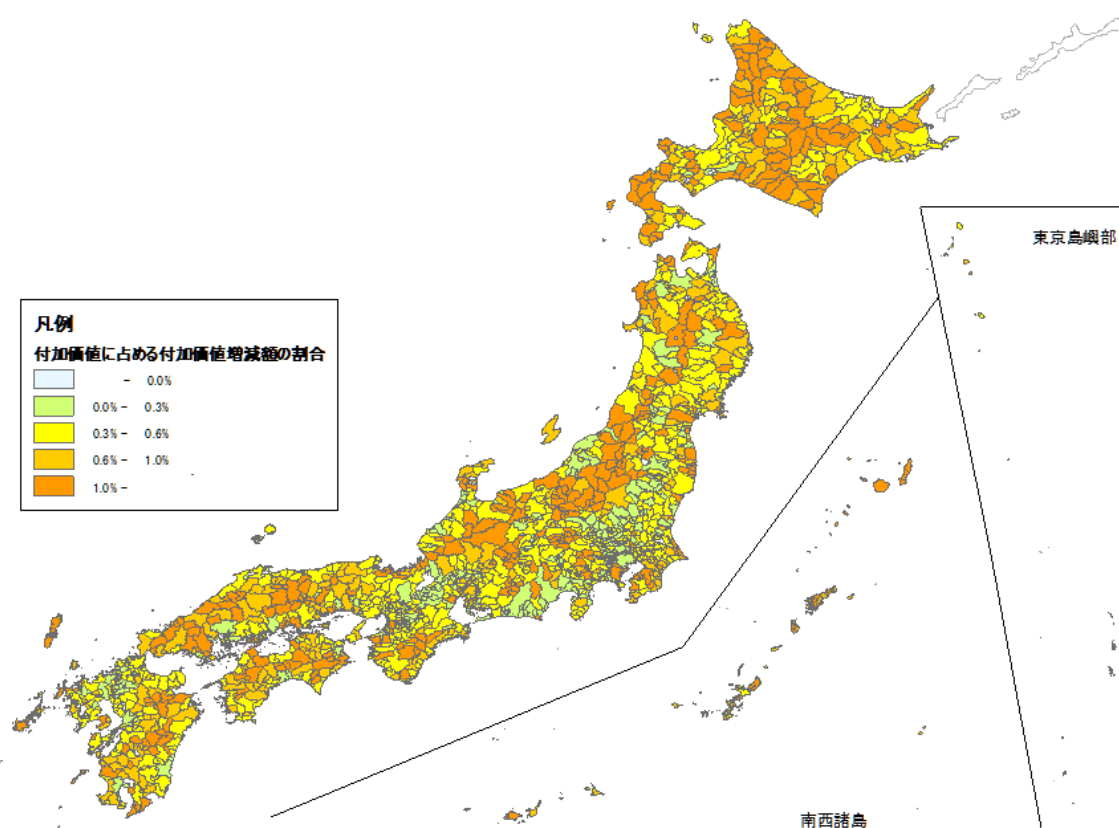 東京島嶼部
凡例
付加価値に占める付加価値増減額の割合
- 0.0%
0.0% - 0.3%
0.3% - 0.6%
0.6% - 1.0%
1.0% -
南西諸島